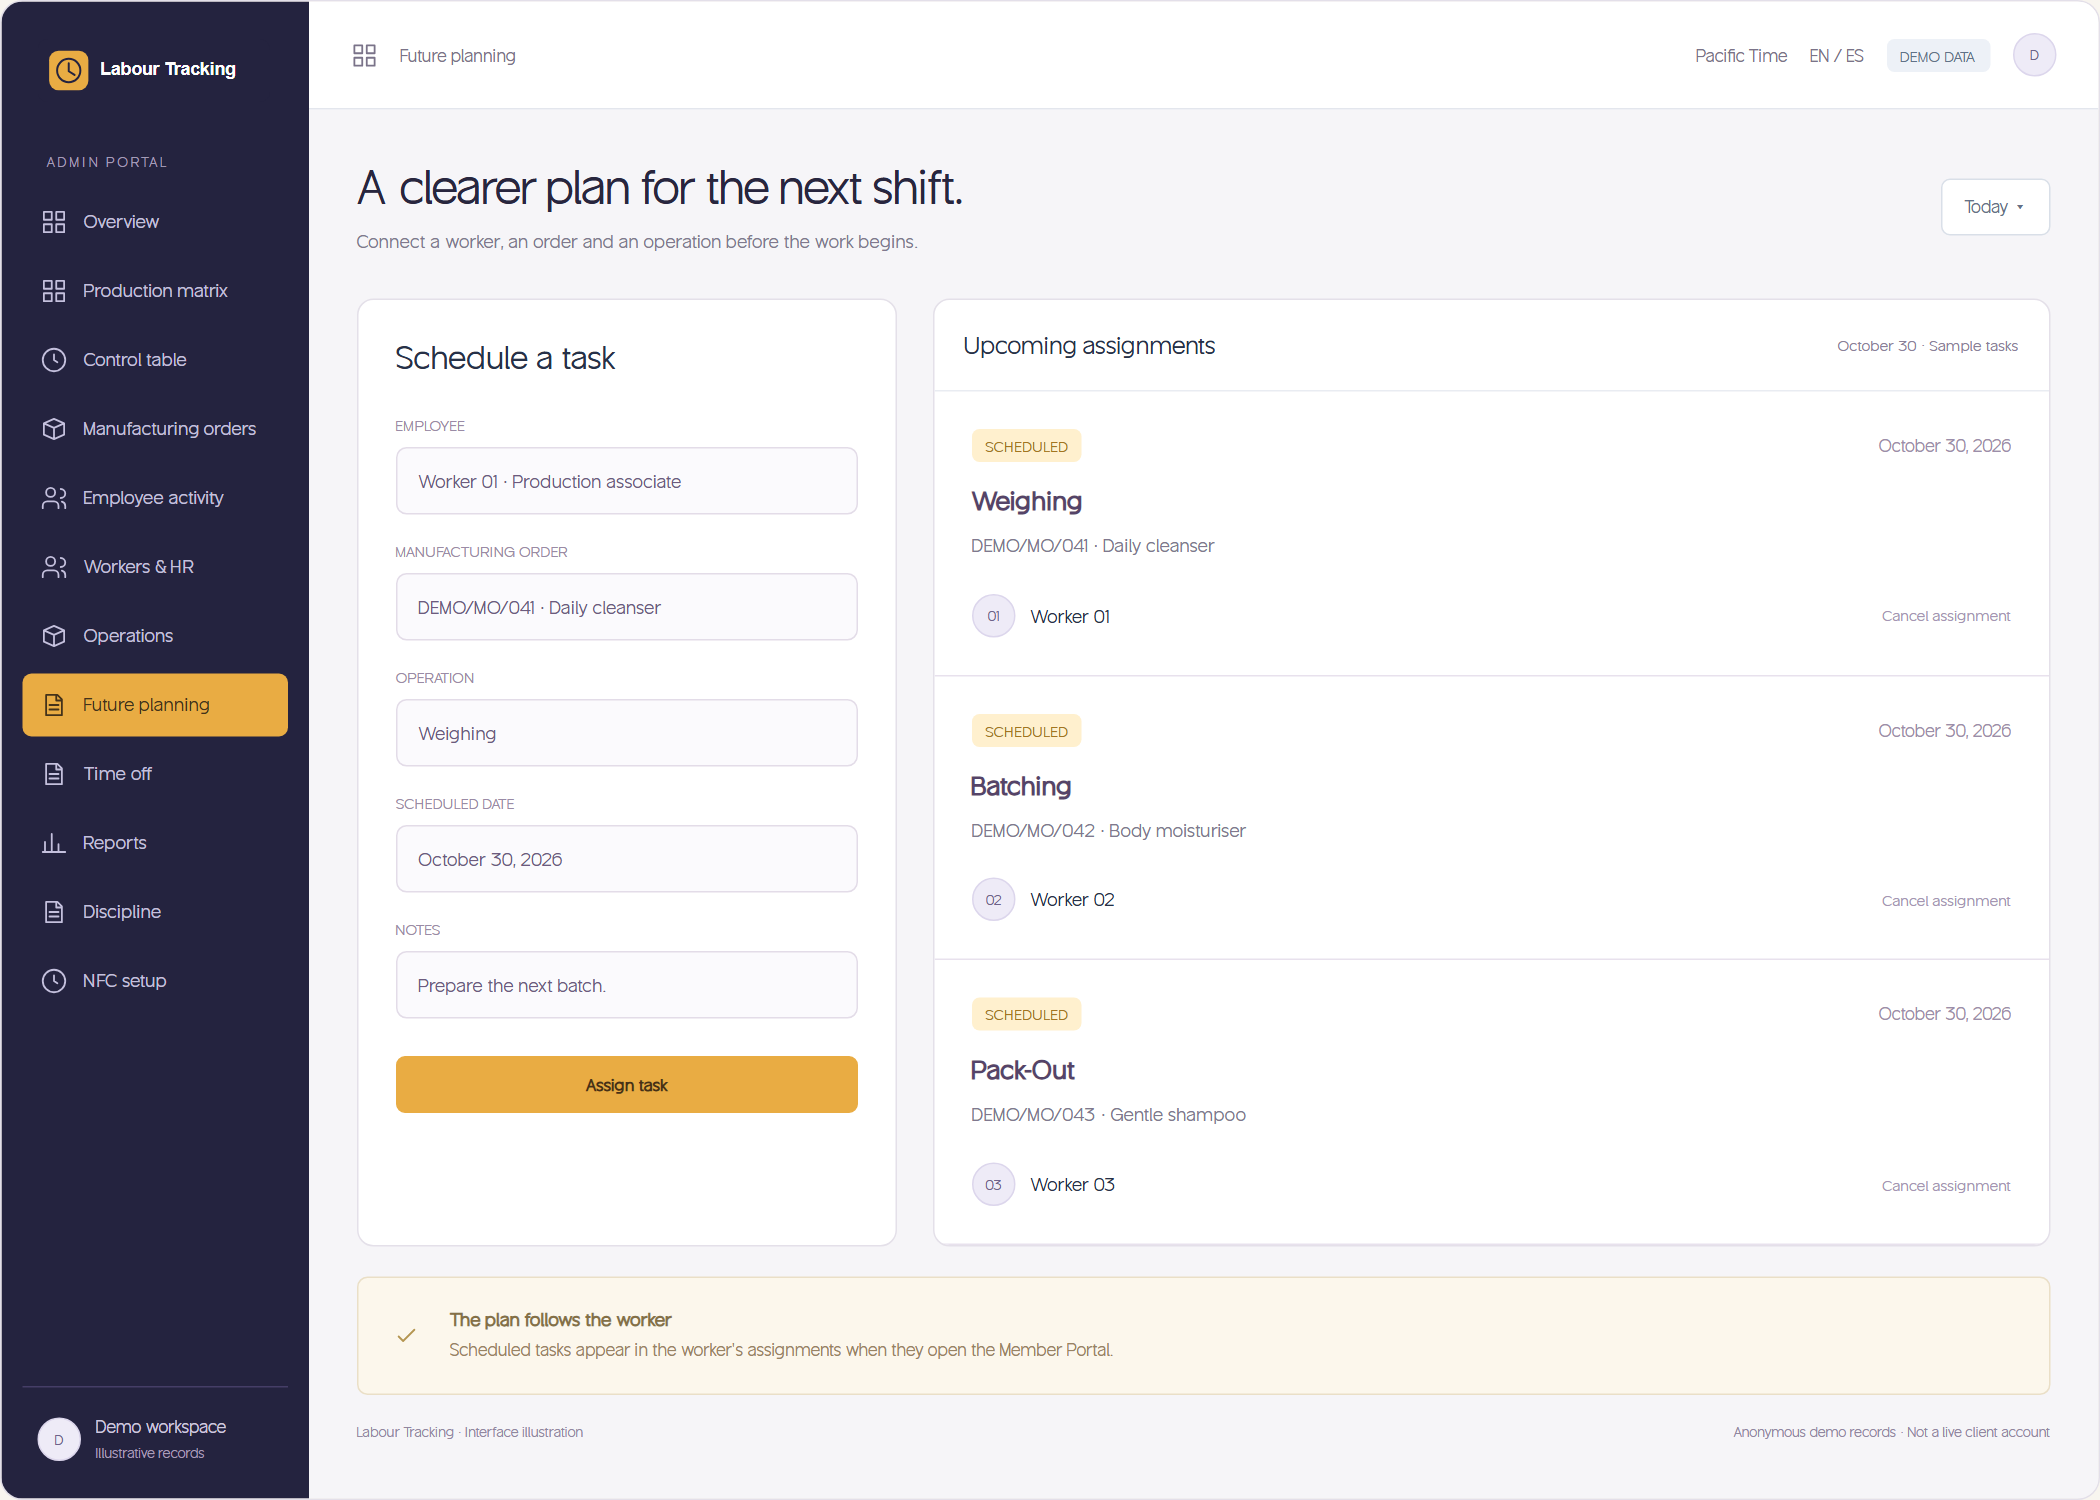 Labour Tracking
ADMIN PORTAL
Overview
Production matrix
Control table
Manufacturing orders
Employee activity
Workers & HR
Operations
Future planning
Time off
Reports
Discipline
NFC setup
D
Demo workspace
Illustrative records
Future planning
Pacific Time
EN / ES
DEMO DATA
D
A clearer plan for the next shift.
Connect a worker, an order and an operation before the work begins.
Today
Schedule a task
EMPLOYEE
Worker 01 · Production associate
MANUFACTURING ORDER
DEMO/MO/041 · Daily cleanser
OPERATION
Weighing
SCHEDULED DATE
October 30, 2026
NOTES
Prepare the next batch.
Assign task
Upcoming assignments
October 30 · Sample tasks
SCHEDULED
October 30, 2026
Weighing
DEMO/MO/041 · Daily cleanser
01
Worker 01
Cancel assignment
SCHEDULED
October 30, 2026
Batching
DEMO/MO/042 · Body moisturiser
02
Worker 02
Cancel assignment
SCHEDULED
October 30, 2026
Pack-Out
DEMO/MO/043 · Gentle shampoo
03
Worker 03
Cancel assignment
The plan follows the worker
Scheduled tasks appear in the worker's assignments when they open the Member Portal.
Labour Tracking · Interface illustration
Anonymous demo records · Not a live client account